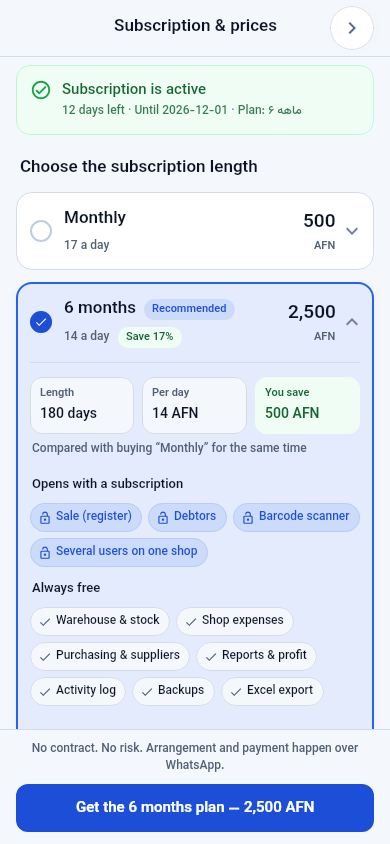 Subscription & prices
Subscription is active
12 days left · Until 2026-12-01 · Plan: ۶ ماهه
Choose the subscription length
Monthly
500
17 a day
AFN
6 months
Recommended
2,500
14 a day
Save 17%
AFN
Length
Per day
You save
180 days
14 AFN
500 AFN
Compared with buying “Monthly” for the same time
Opens with a subscription
Sale (register)
Debtors
Barcode scanner
Several users on one shop
Always free
Warehouse & stock
Shop expenses
Purchasing & suppliers
Reports & profit
Activity log
Backups
Excel export
No contract. No risk. Arrangement and payment happen over
WhatsApp.
Get the 6 months plan — 2,500 AFN